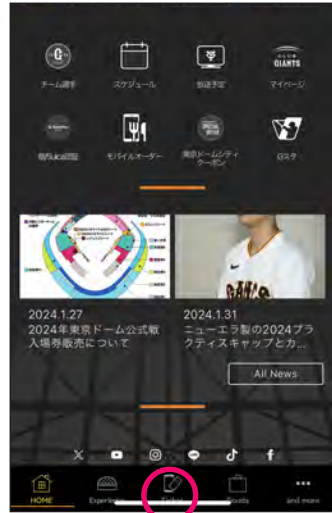 G
CLUB
GIANTS
チーム選手
スケジュール
放送予定
マイページ
モバイルオーダー
東京ドームシティ
クーポン
Gスタ
2024.1.27
2024年東京ドーム公式戦
入場券販売について
2024.1.31
ニューエラ製の2024プラ
クティスキャップとカ...
All News
HOME
Experience
Ticket
Goods
and more